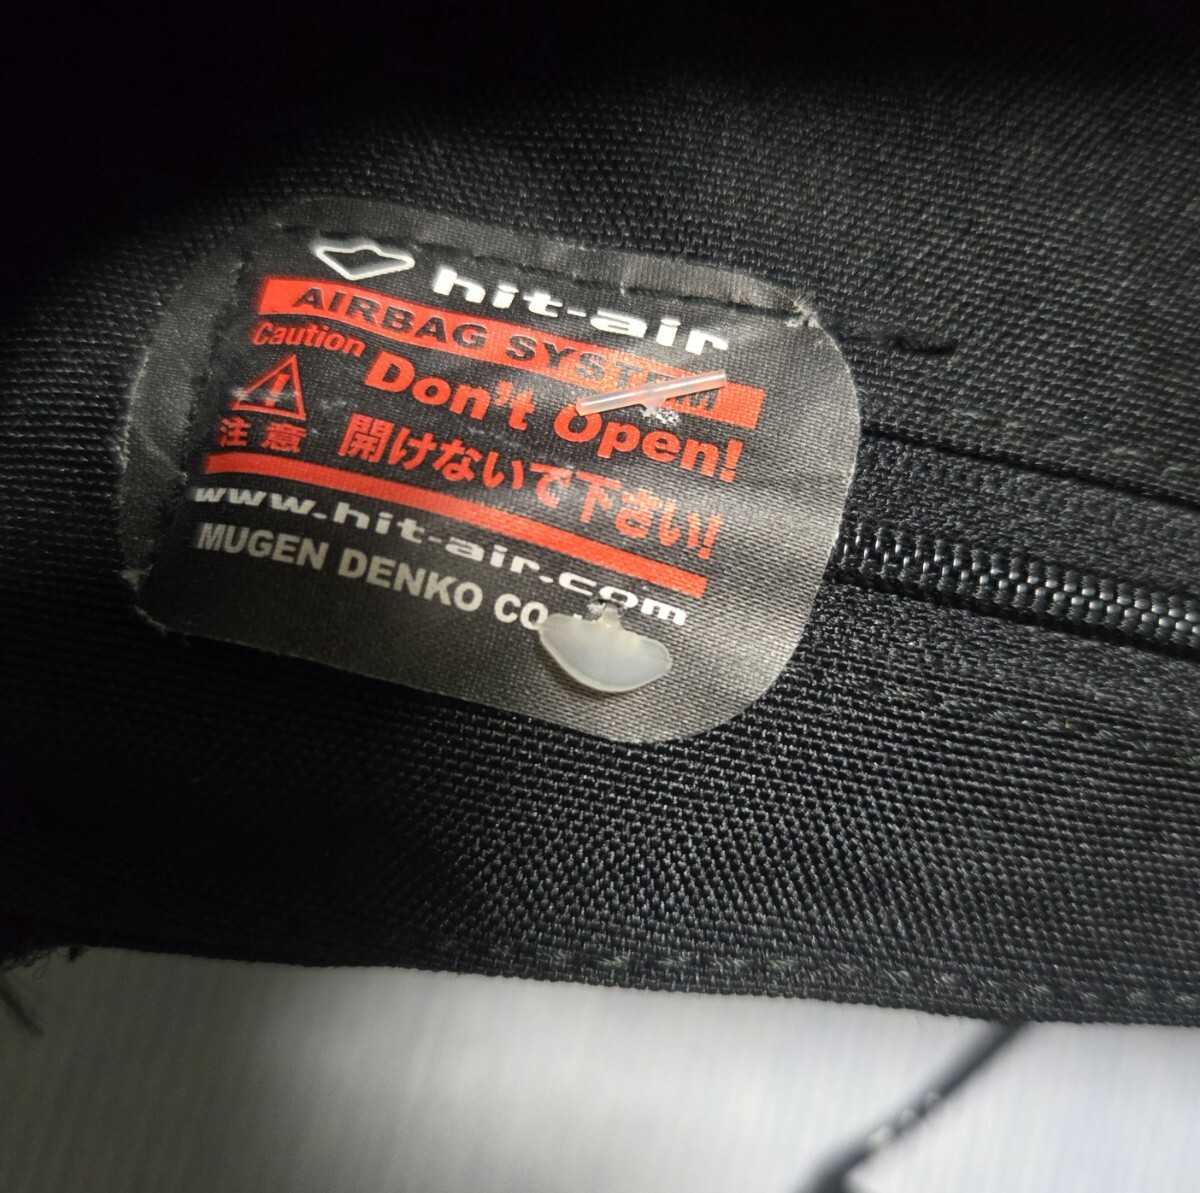 hit-air
AIRBAG SYSTEM
Caution Don't Open!
注意 開けないで下さい!
www.hit-air.com
MUGEN DENKO CO